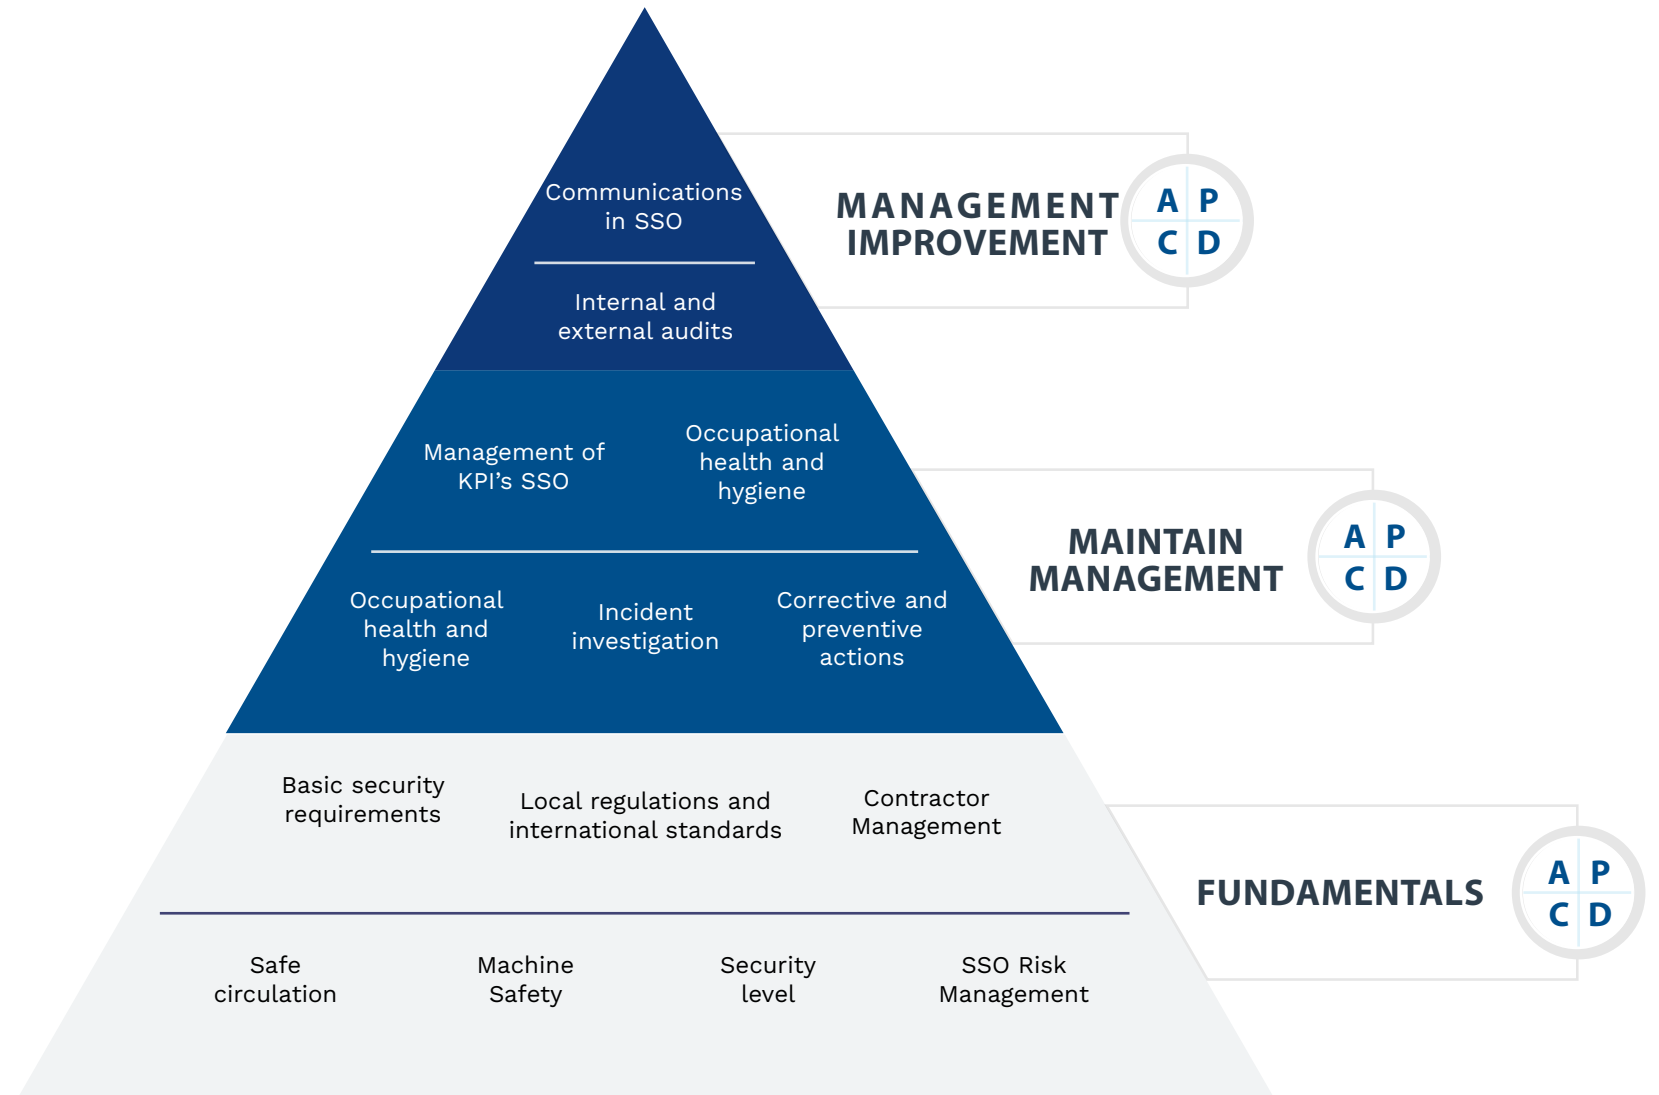 Communications
in SSO
Internal and
external audits
MANAGEMENT
IMPROVEMENT
A P
C D
Management of
KPI’s SSO
Occupational
health and
hygiene
Occupational
health and
hygiene
Incident
investigation
Corrective and
preventive
actions
MAINTAIN
MANAGEMENT
A P
C D
Basic security
requirements
Local regulations and
international standards
Contractor
Management
Safe
circulation
Machine
Safety
Security
level
SSO Risk
Management
FUNDAMENTALS
A P
C D